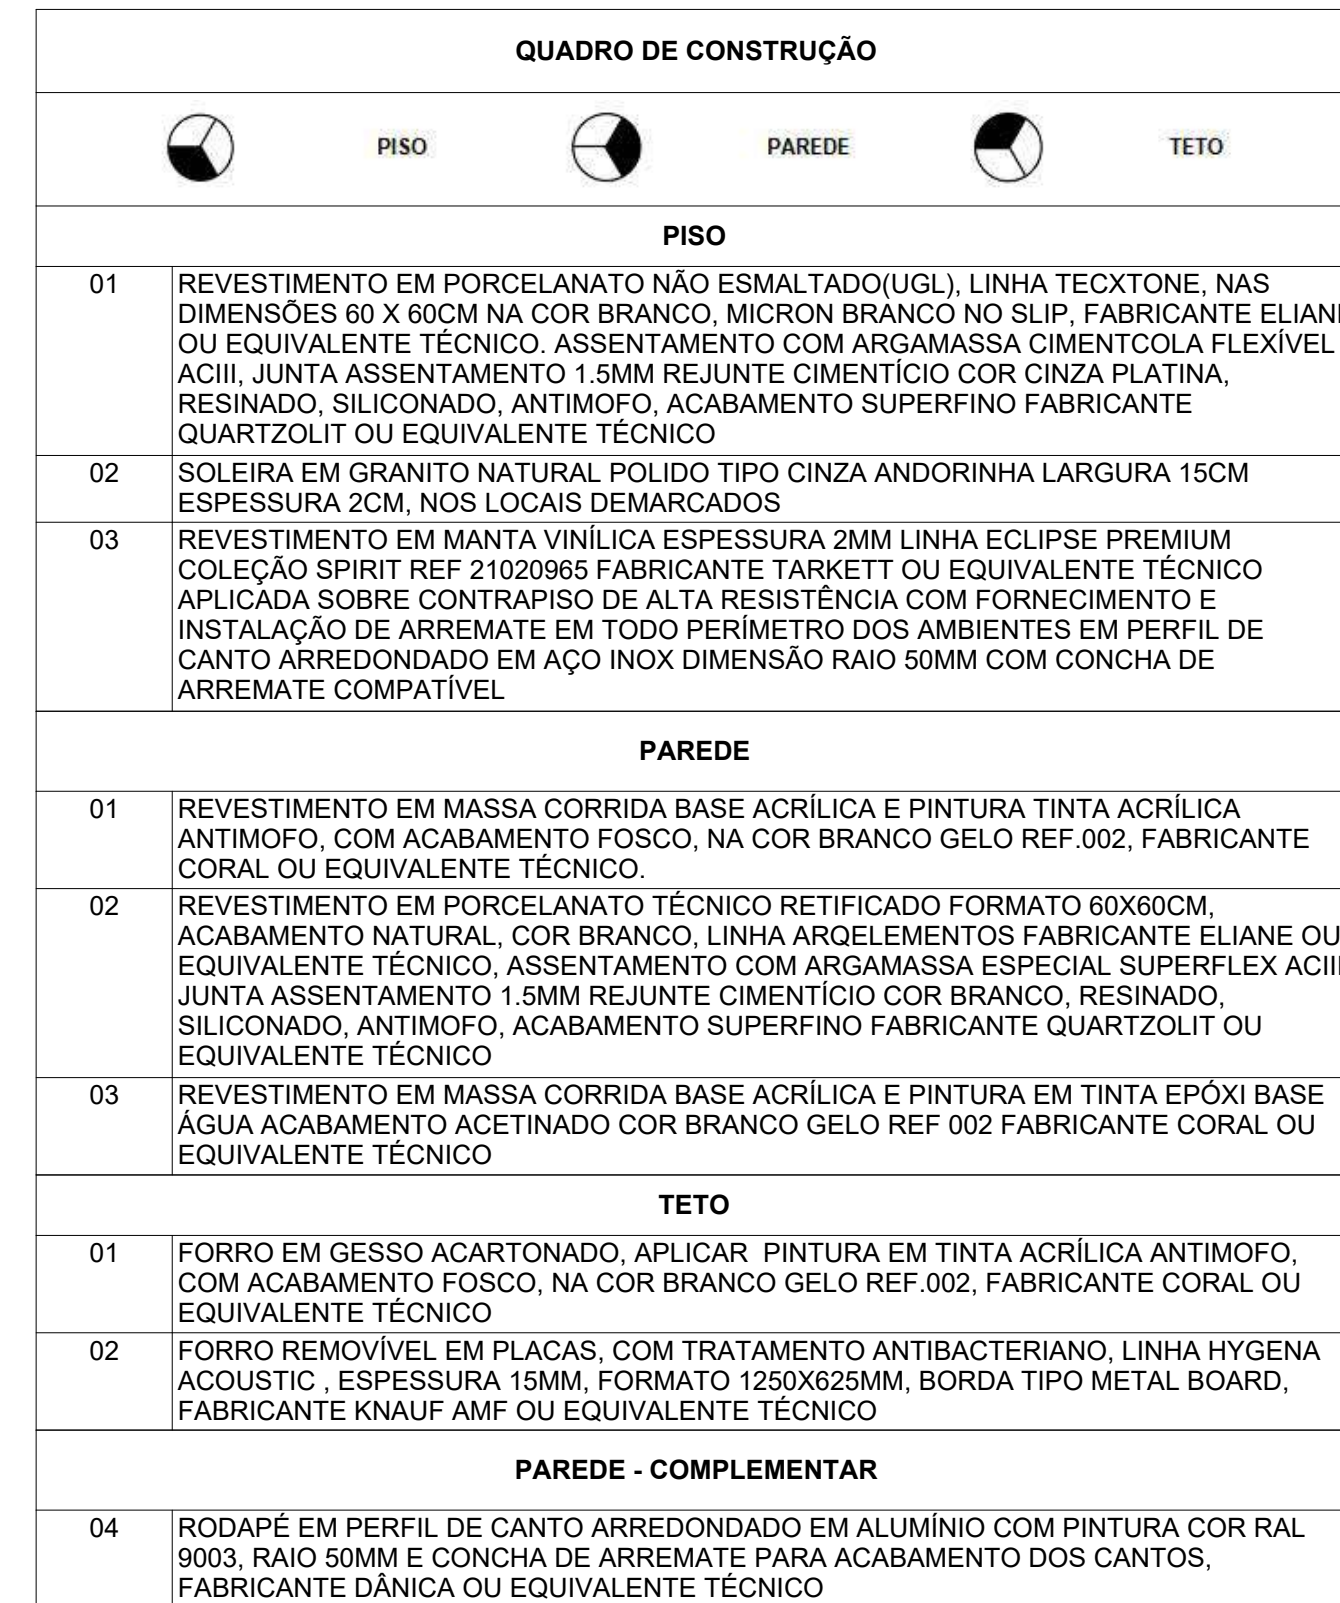 QUADRO DE CONSTRUÇÃO
PISO PAREDE TETO
PISO
01 REVESTIMENTO EM PORCELANATO NÃO ESMALTADO(UGL), LINHA TECXTONE, NAS
DIMENSÕES 60 X 60CM NA COR BRANCO, MICRON BRANCO NO SLIP, FABRICANTE ELIANE
OU EQUIVALENTE TÉCNICO. ASSENTAMENTO COM ARGAMASSA CIMENTCOLA FLEXÍVEL
ACIII, JUNTA ASSENTAMENTO 1.5MM REJUNTE CIMENTÍCIO COR CINZA PLATINA,
RESINADO, SILICONADO, ANTIMOFO, ACABAMENTO SUPERFINO FABRICANTE
QUARTZOLIT OU EQUIVALENTE TÉCNICO
02 SOLEIRA EM GRANITO NATURAL POLIDO TIPO CINZA ANDORINHA LARGURA 15CM
ESPESSURA 2CM, NOS LOCAIS DEMARCADOS
03 REVESTIMENTO EM MANTA VINÍLICA ESPESSURA 2MM LINHA ECLIPSE PREMIUM
COLEÇÃO SPIRIT REF 21020965 FABRICANTE TARKETT OU EQUIVALENTE TÉCNICO
APLICADA SOBRE CONTRAPISO DE ALTA RESISTÊNCIA COM FORNECIMENTO E
INSTALAÇÃO DE ARREMATE EM TODO PERÍMETRO DOS AMBIENTES EM PERFIL DE
CANTO ARREDONDADO EM AÇO INOX DIMENSÃO RAIO 50MM COM CONCHA DE
ARREMATE COMPATÍVEL
PAREDE
01 REVESTIMENTO EM MASSA CORRIDA BASE ACRÍLICA E PINTURA TINTA ACRÍLICA
ANTIMOFO, COM ACABAMENTO FOSCO, NA COR BRANCO GELO REF.002, FABRICANTE
CORAL OU EQUIVALENTE TÉCNICO.
02 REVESTIMENTO EM PORCELANATO TÉCNICO RETIFICADO FORMATO 60X60CM,
ACABAMENTO NATURAL, COR BRANCO, LINHA ARQELEMENTOS FABRICANTE ELIANE OU
EQUIVALENTE TÉCNICO, ASSENTAMENTO COM ARGAMASSA ESPECIAL SUPERFLEX ACIII
JUNTA ASSENTAMENTO 1.5MM REJUNTE CIMENTÍCIO COR BRANCO, RESINADO,
SILICONADO, ANTIMOFO, ACABAMENTO SUPERFINO FABRICANTE QUARTZOLIT OU
EQUIVALENTE TÉCNICO
03 REVESTIMENTO EM MASSA CORRIDA BASE ACRÍLICA E PINTURA EM TINTA EPÓXI BASE
ÁGUA ACABAMENTO ACETINADO COR BRANCO GELO REF 002 FABRICANTE CORAL OU
EQUIVALENTE TÉCNICO
TETO
01 FORRO EM GESSO ACARTONADO, APLICAR PINTURA EM TINTA ACRÍLICA ANTIMOFO,
COM ACABAMENTO FOSCO, NA COR BRANCO GELO REF.002, FABRICANTE CORAL OU
EQUIVALENTE TÉCNICO
02 FORRO REMOVÍVEL EM PLACAS, COM TRATAMENTO ANTIBACTERIANO, LINHA HYGENA
ACOUSTIC , ESPESSURA 15MM, FORMATO 1250X625MM, BORDA TIPO METAL BOARD,
FABRICANTE KNAUF AMF OU EQUIVALENTE TÉCNICO
PAREDE - COMPLEMENTAR
04 RODAPÉ EM PERFIL DE CANTO ARREDONDADO EM ALUMÍNIO COM PINTURA COR RAL
9003, RAIO 50MM E CONCHA DE ARREMATE PARA ACABAMENTO DOS CANTOS,
FABRICANTE DÂNICA OU EQUIVALENTE TÉCNICO